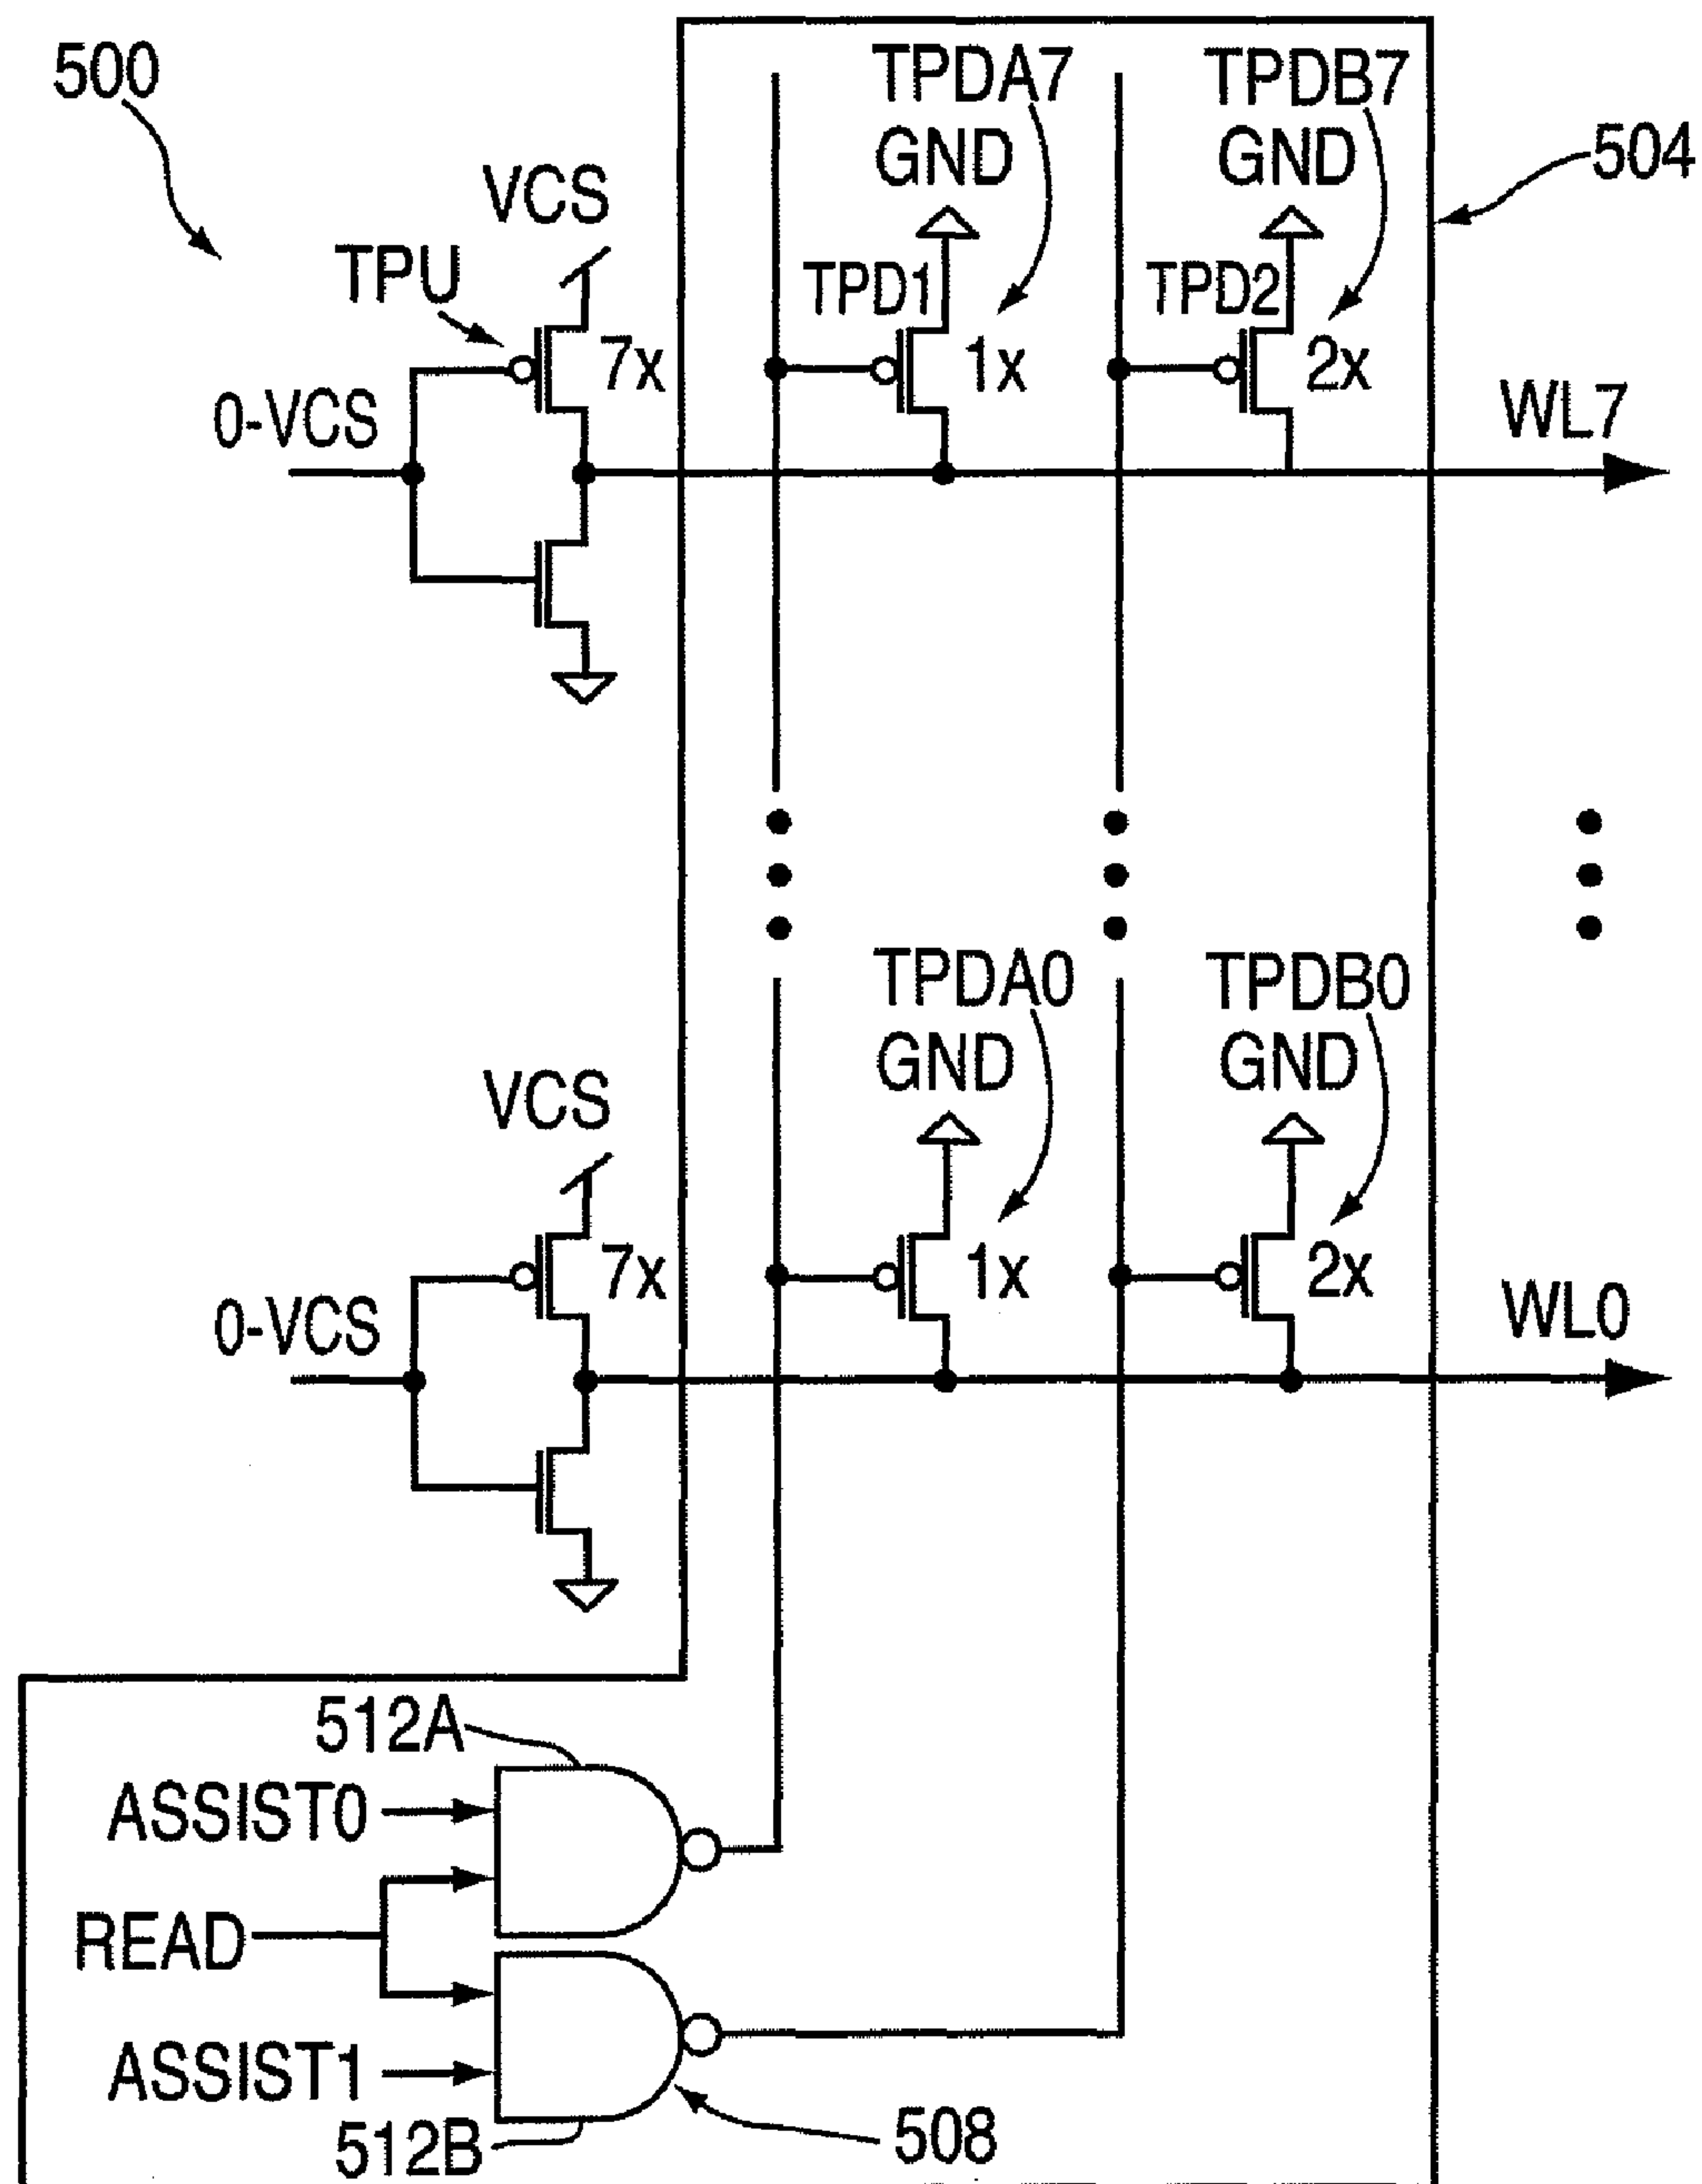 500
TPDA7
TPDB7
GND
GND
504
VCS
TPU
TPD1
TPD2
7x
1x
2x
0-VCS
WL7
TPDA0
TPDB0
GND
GND
VCS
7x
1x
2x
0-VCS
WL0
512A
ASSIST0
READ
ASSIST1
512B
508